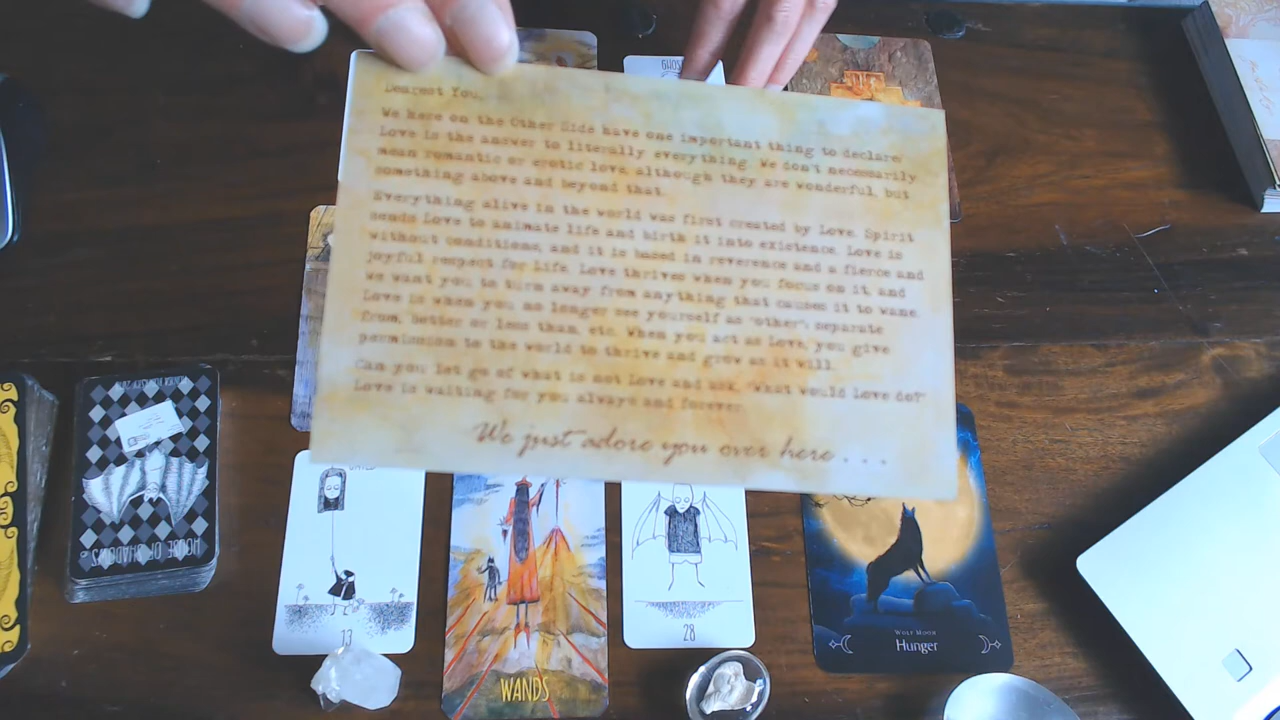 GHOS
Dearest You,
We here on the Other Side have one important thing to declare:
Love is the answer to literally everything. We don't necessarily
mean romantic or erotic love, although they are wonderful, but
something above and beyond that.
Everything alive in the world was first created by Love. Spirit
sends Love to animate life and birth it into existence. Love is
without conditions, and it is based in reverence and a fierce and
joyful respect for life. Love thrives when you focus on it, and
we want you to turn away from anything that causes it to wane.
Love is when you no longer see yourself as "other", separate
from, better or less than, etc. When you act as Love, you give
permission to the world to thrive and grow as it will.
Can you let go of what is not Love and ask, "What would Love do?"
Love is waiting for you always and forever.
We just adore you over here . . .
HOUSE OF SHADOWS
13
WANDS
28
Wolf Moon
Hunger